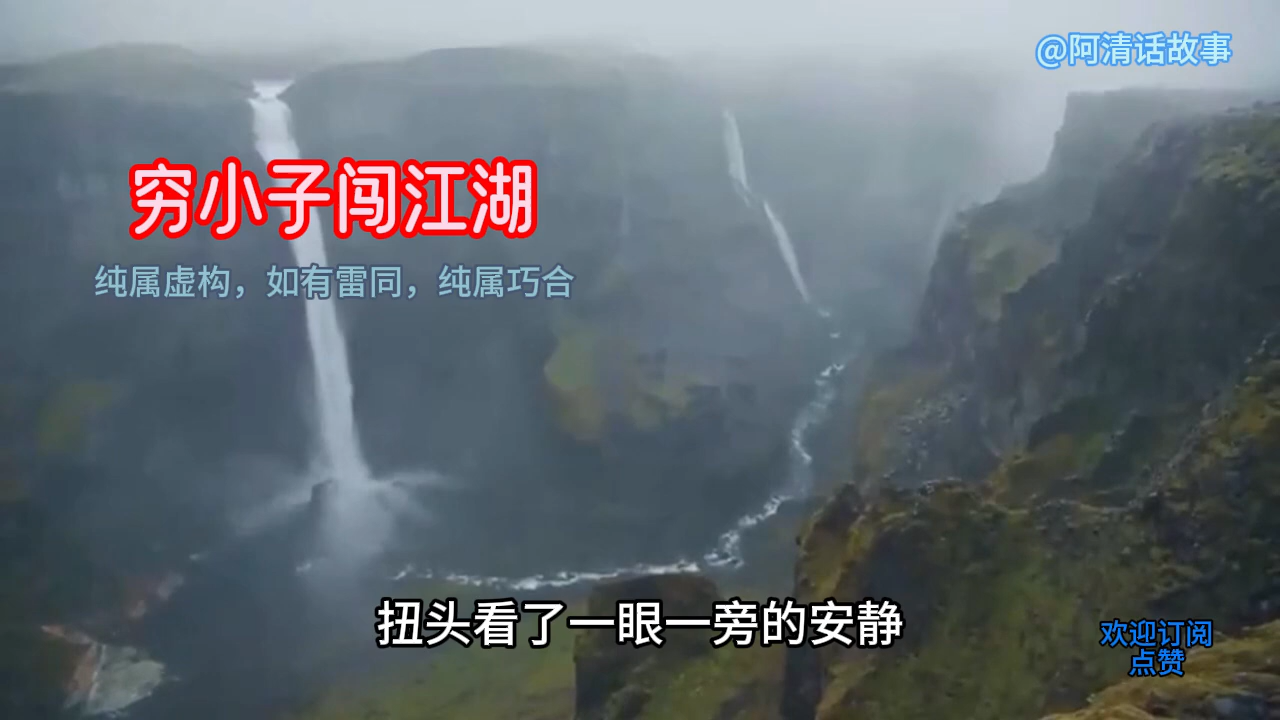 @阿清话故事
穷小子闯江湖
纯属虚构，如有雷同，纯属巧合
扭头看了一眼一旁的安静
欢迎订阅
点赞